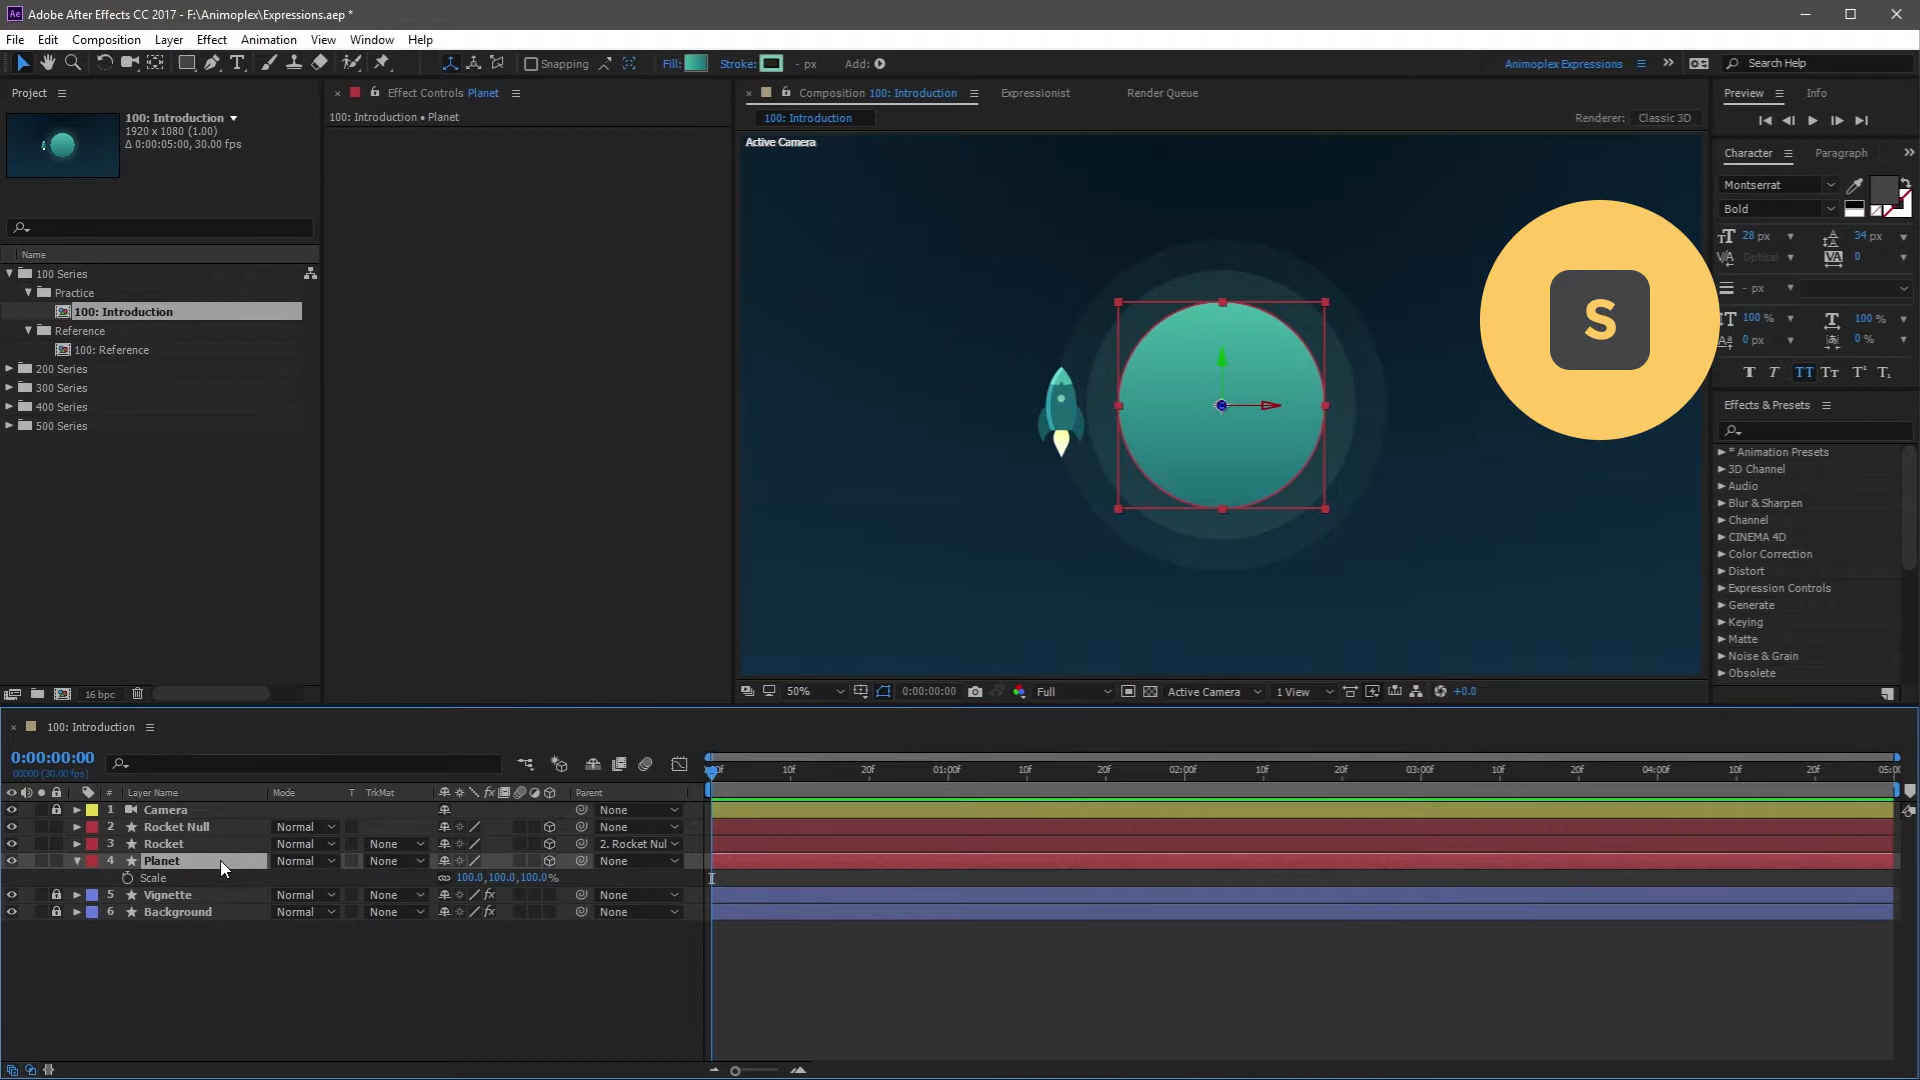 Adobe After Effects CC 2017 - F:\Animoplex\Expressions.aep *
File Edit Composition Layer Effect Animation View Window Help
Snapping Fill: Stroke: - px Add: Animoplex Expressions Search Help
Project
100: Introduction
1920 x 1080 (1.00)
Δ 0:00:05:00, 30.00 fps
Name
100 Series
Practice
100: Introduction
Reference
100: Reference
200 Series
300 Series
400 Series
500 Series
16 bpc
Effect Controls Planet
100: Introduction • Planet
Composition 100: Introduction Expressionist Render Queue
100: Introduction Renderer: Classic 3D
Active Camera
S
50% 0:00:00:00 Full Active Camera 1 View +0.0
Preview Info
Character Paragraph
Montserrat
Bold
28 px 34 px
Optical 0
- px
100 % 100 %
0 px 0 %
Effects & Presets
* Animation Presets
3D Channel
Audio
Blur & Sharpen
Channel
CINEMA 4D
Color Correction
Distort
Expression Controls
Generate
Keying
Matte
Noise & Grain
Obsolete
100: Introduction
0:00:00:00
00000 (30.00 fps)
10f 20f 01:00f 10f 20f 02:00f 10f 20f 03:00f 10f 20f 04:00f 10f 20f
# Layer Name Mode T TrkMat fx Parent
1 Camera None
2 Rocket Null Normal None
3 Rocket Normal None 2. Rocket Nul
4 Planet Normal None None
Scale 100.0,100.0,100.0%
5 Vignette Normal None fx None
6 Background Normal None fx None